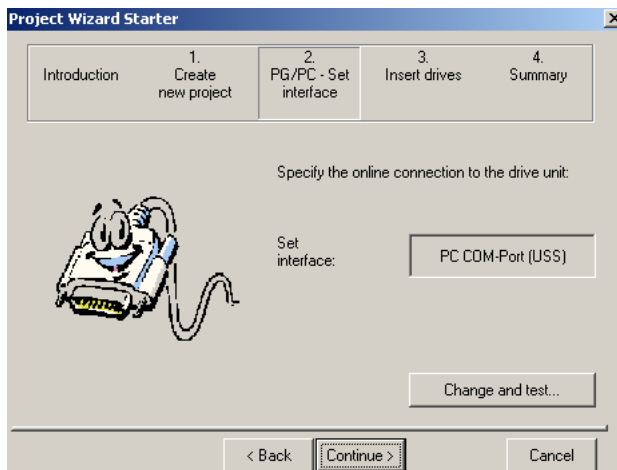 Project Wizard Starter
Introduction
1.
Create
new project
2.
PG/PC - Set
interface
3.
Insert drives
4.
Summary
Specify the online connection to the drive unit:
Set
interface:
PC COM-Port (USS)
Change and test...
< Back
Continue >
Cancel